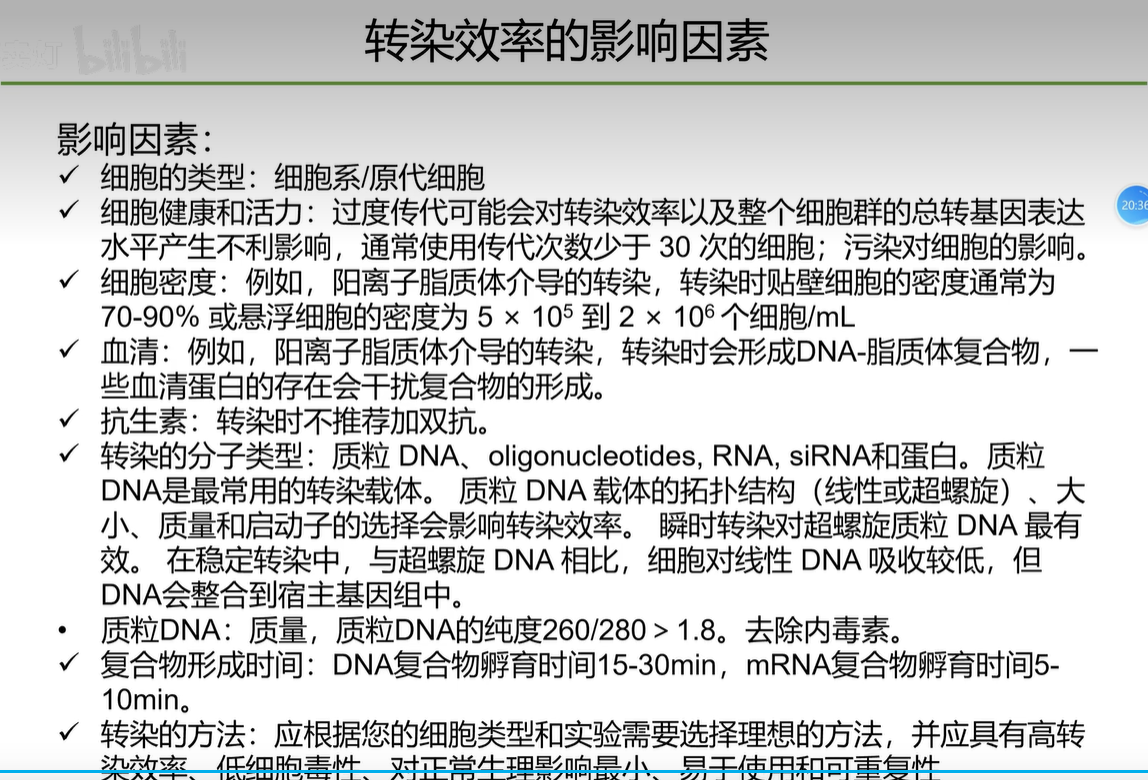 转染效率的影响因素
bilibili
20:36
影响因素：
✓ 细胞的类型：细胞系/原代细胞
✓ 细胞健康和活力：过度传代可能会对转染效率以及整个细胞群的总转基因表达
水平产生不利影响，通常使用传代次数少于 30 次的细胞；污染对细胞的影响。
✓ 细胞密度：例如，阳离子脂质体介导的转染，转染时贴壁细胞的密度通常为
70-90% 或悬浮细胞的密度为 5 × 10⁵ 到 2 × 10⁶ 个细胞/mL
✓ 血清：例如，阳离子脂质体介导的转染，转染时会形成DNA-脂质体复合物，一
些血清蛋白的存在会干扰复合物的形成。
✓ 抗生素：转染时不推荐加双抗。
✓ 转染的分子类型：质粒 DNA、oligonucleotides, RNA, siRNA和蛋白。质粒
DNA是最常用的转染载体。 质粒 DNA 载体的拓扑结构（线性或超螺旋）、大
小、质量和启动子的选择会影响转染效率。 瞬时转染对超螺旋质粒 DNA 最有
效。 在稳定转染中，与超螺旋 DNA 相比，细胞对线性 DNA 吸收较低，但
DNA会整合到宿主基因组中。
• 质粒DNA：质量，质粒DNA的纯度260/280 > 1.8。去除内毒素。
✓ 复合物形成时间：DNA复合物孵育时间15-30min，mRNA复合物孵育时间5-
10min。
✓ 转染的方法：应根据您的细胞类型和实验需要选择理想的方法，并应具有高转
染效率、低细胞毒性、对正常生理影响最小、易于使用和可重复性